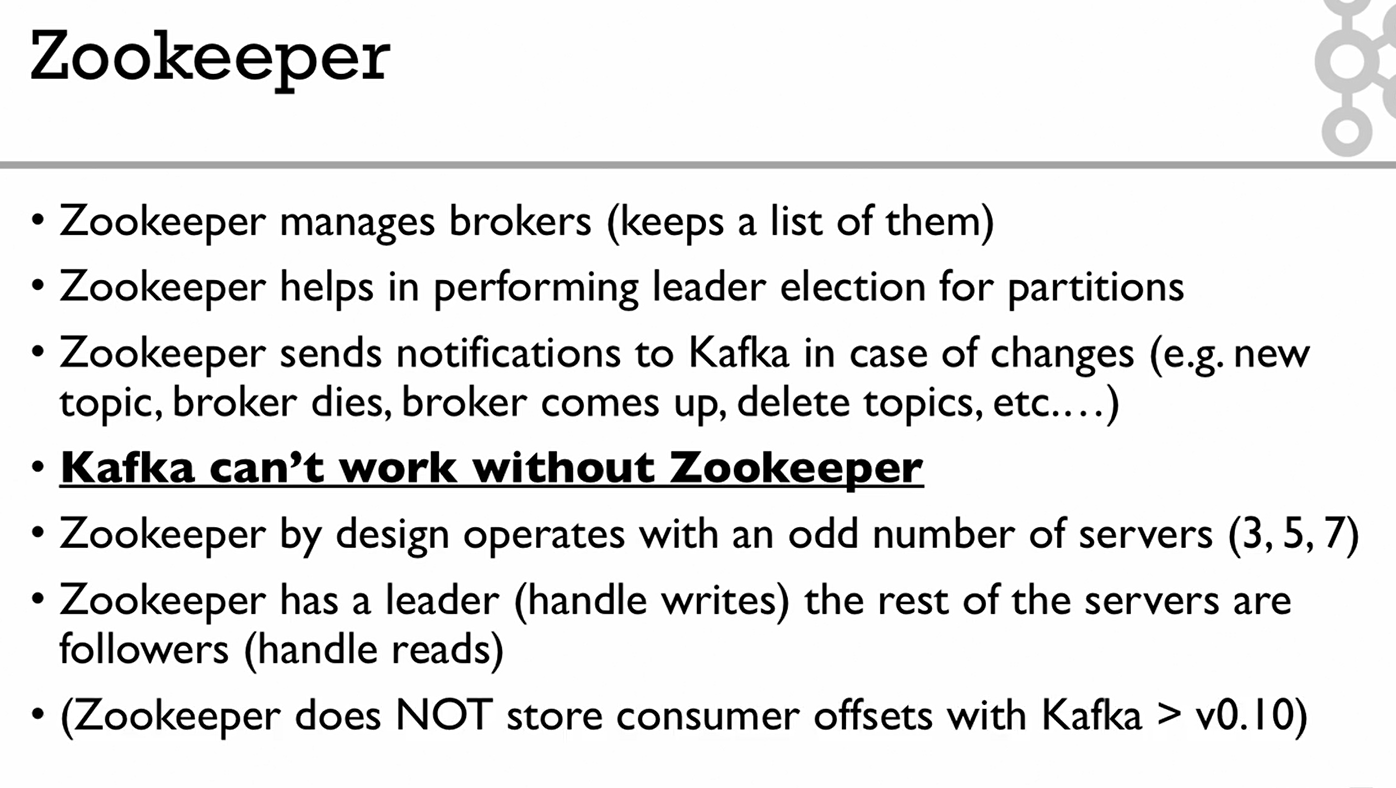 Zookeeper
• Zookeeper manages brokers (keeps a list of them)
• Zookeeper helps in performing leader election for partitions
• Zookeeper sends notifications to Kafka in case of changes (e.g. new
topic, broker dies, broker comes up, delete topics, etc.…)
• Kafka can’t work without Zookeeper
• Zookeeper by design operates with an odd number of servers (3, 5, 7)
• Zookeeper has a leader (handle writes) the rest of the servers are
followers (handle reads)
• (Zookeeper does NOT store consumer offsets with Kafka > v0.10)